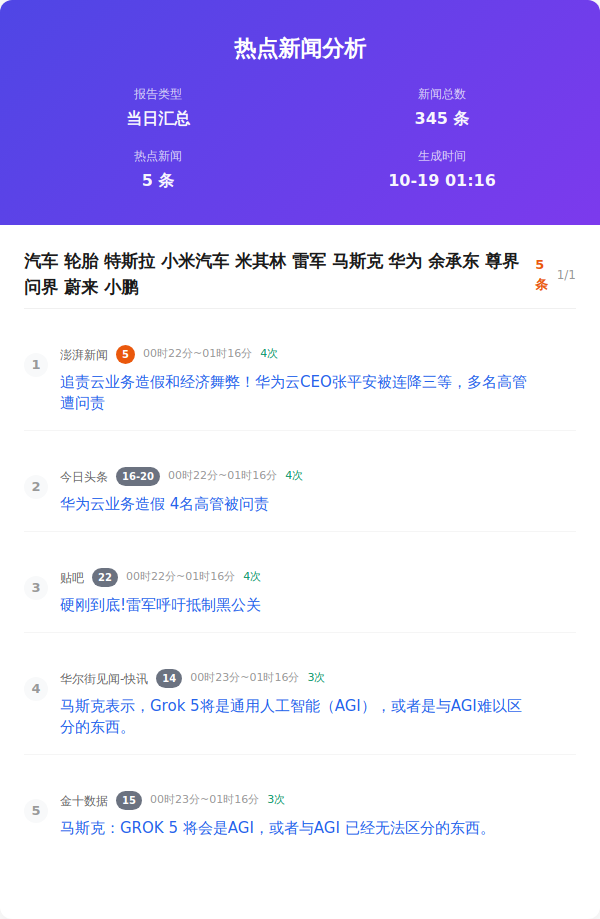 热点新闻分析
报告类型
新闻总数
当日汇总
345 条
热点新闻
生成时间
5 条
10-19 01:16
汽车 轮胎 特斯拉 小米汽车 米其林 雷军 马斯克 华为 余承东 尊界
问界 蔚来 小鹏
5
条
1/1
1
澎湃新闻 5 00时22分~01时16分 4次
追责云业务造假和经济舞弊！华为云CEO张平安被连降三等，多名高管
遭问责
2
今日头条 16-20 00时22分~01时16分 4次
华为云业务造假 4名高管被问责
3
贴吧 22 00时22分~01时16分 4次
硬刚到底!雷军呼吁抵制黑公关
4
华尔街见闻-快讯 14 00时23分~01时16分 3次
马斯克表示，Grok 5将是通用人工智能（AGI），或者是与AGI难以区
分的东西。
5
金十数据 15 00时23分~01时16分 3次
马斯克：GROK 5 将会是AGI，或者与AGI 已经无法区分的东西。